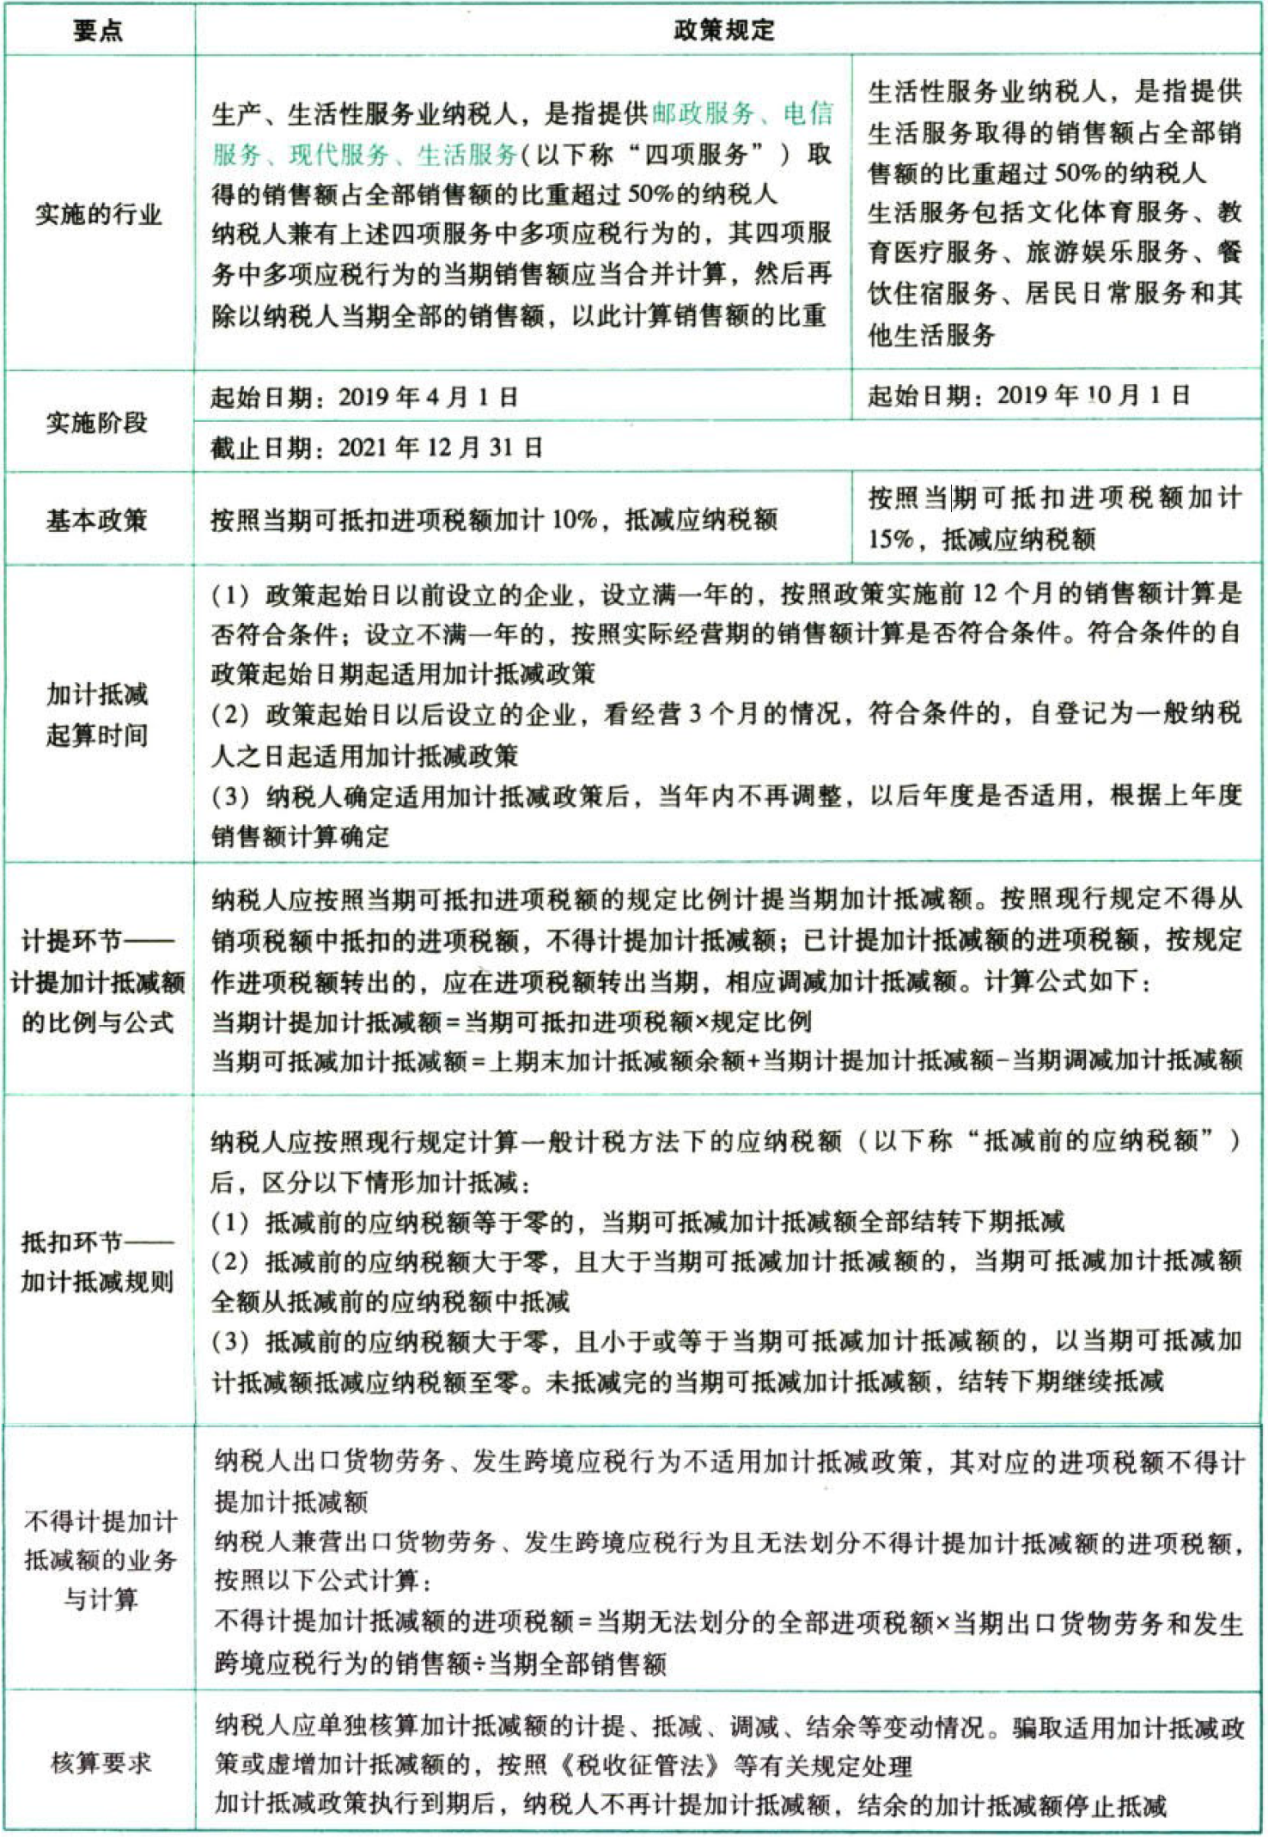 要点
政策规定
实施的行业
生产、生活性服务业纳税人，是指提供邮政服务、电信
服务、现代服务、生活服务(以下称“四项服务”）取
得的销售额占全部销售额的比重超过50%的纳税人
纳税人兼有上述四项服务中多项应税行为的，其四项服
务中多项应税行为的当期销售额应当合并计算，然后再
除以纳税人当期全部的销售额，以此计算销售额的比重
生活性服务业纳税人，是指提供
生活服务取得的销售额占全部销
售额的比重超过50%的纳税人
生活服务包括文化体育服务、教
育医疗服务、旅游娱乐服务、餐
饮住宿服务、居民日常服务和其
他生活服务
实施阶段
起始日期：2019年4月1日
起始日期：2019年10月1日
截止日期：2021年12月31日
基本政策
按照当期可抵扣进项税额加计10%，抵减应纳税额
按照当期可抵扣进项税额加计
15%，抵减应纳税额
加计抵减
起算时间
（1）政策起始日以前设立的企业，设立满一年的，按照政策实施前12个月的销售额计算是
否符合条件；设立不满一年的，按照实际经营期的销售额计算是否符合条件。符合条件的自
政策起始日期起适用加计抵减政策
（2）政策起始日以后设立的企业，看经营3个月的情况，符合条件的，自登记为一般纳税
人之日起适用加计抵减政策
（3）纳税人确定适用加计抵减政策后，当年内不再调整，以后年度是否适用，根据上年度
销售额计算确定
计提环节——
计提加计抵减额
的比例与公式
纳税人应按照当期可抵扣进项税额的规定比例计提当期加计抵减额。按照现行规定不得从
销项税额中抵扣的进项税额，不得计提加计抵减额；已计提加计抵减额的进项税额，按规定
作进项税额转出的，应在进项税额转出当期，相应调减加计抵减额。计算公式如下：
当期计提加计抵减额=当期可抵扣进项税额×规定比例
当期可抵减加计抵减额=上期末加计抵减额余额+当期计提加计抵减额-当期调减加计抵减额
抵扣环节——
加计抵减规则
纳税人应按照现行规定计算一般计税方法下的应纳税额（以下称“抵减前的应纳税额”）
后，区分以下情形加计抵减：
（1）抵减前的应纳税额等于零的，当期可抵减加计抵减额全部结转下期抵减
（2）抵减前的应纳税额大于零，且大于当期可抵减加计抵减额的，当期可抵减加计抵减额
全额从抵减前的应纳税额中抵减
（3）抵减前的应纳税额大于零，且小于或等于当期可抵减加计抵减额的，以当期可抵减加
计抵减额抵减应纳税额至零。未抵减完的当期可抵减加计抵减额，结转下期继续抵减
不得计提加计
抵减额的业务
与计算
纳税人出口货物劳务、发生跨境应税行为不适用加计抵减政策，其对应的进项税额不得计
提加计抵减额
纳税人兼营出口货物劳务、发生跨境应税行为且无法划分不得计提加计抵减额的进项税额，
按照以下公式计算：
不得计提加计抵减额的进项税额=当期无法划分的全部进项税额×当期出口货物劳务和发生
跨境应税行为的销售额÷当期全部销售额
核算要求
纳税人应单独核算加计抵减额的计提、抵减、调减、结余等变动情况。骗取适用加计抵减政
策或虚增加计抵减额的，按照《税收征管法》等有关规定处理
加计抵减政策执行到期后，纳税人不再计提加计抵减额，结余的加计抵减额停止抵减